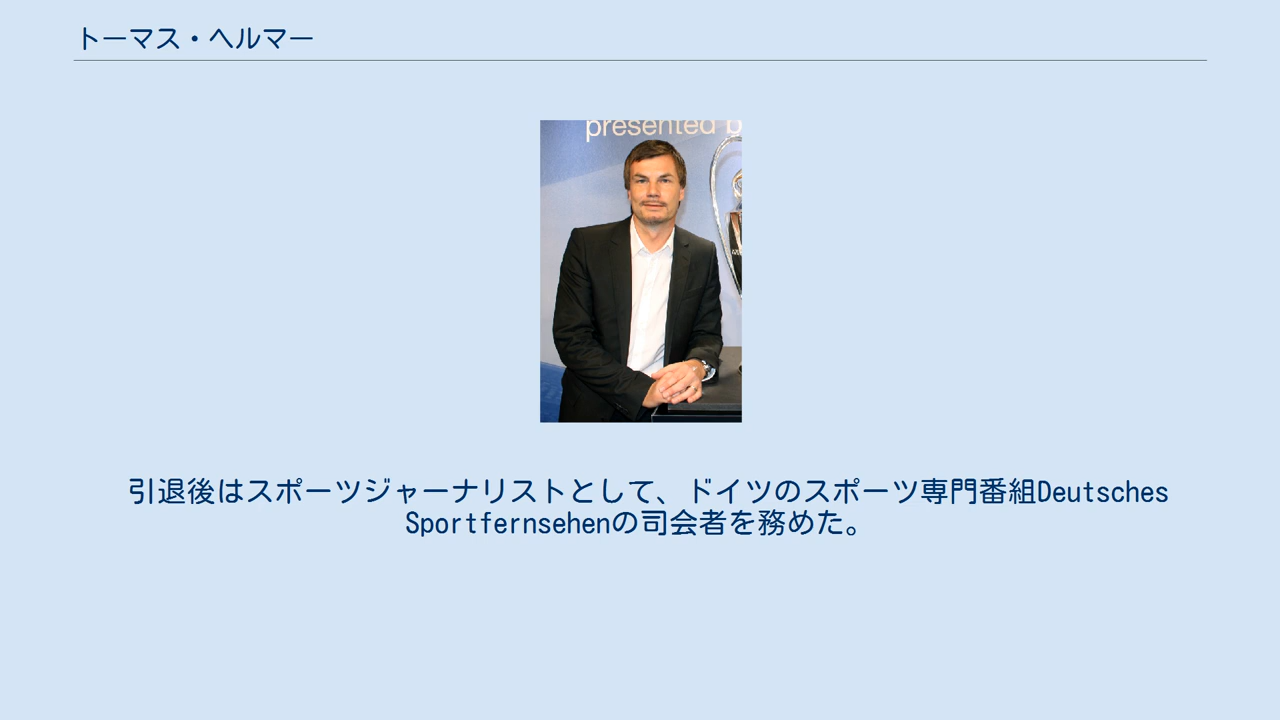 トーマス・ヘルマー
presented b
引退後はスポーツジャーナリストとして、ドイツのスポーツ専門番組Deutsches
Sportfernsehenの司会者を務めた。